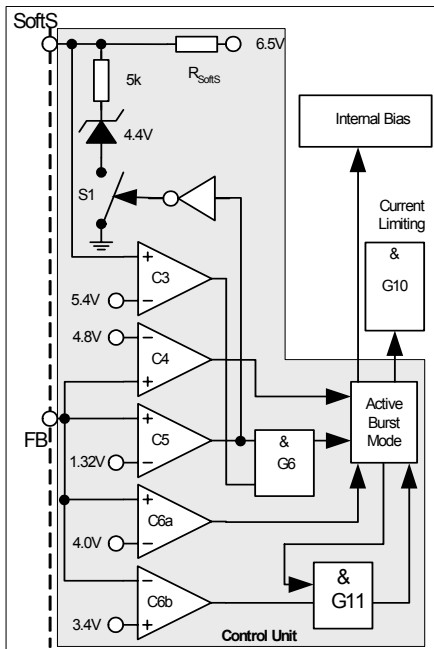 SoftS
6.5V
5k
R SoftS
4.4V
Internal Bias
S1
Current
Limiting
&
G10
+
C3
5.4V
−
4.8V
−
C4
+
Active
Burst
Mode
FB
+
C5
1.32V
−
&
G6
+
C6a
4.0V
−
−
C6b
3.4V
+
&
G11
Control Unit